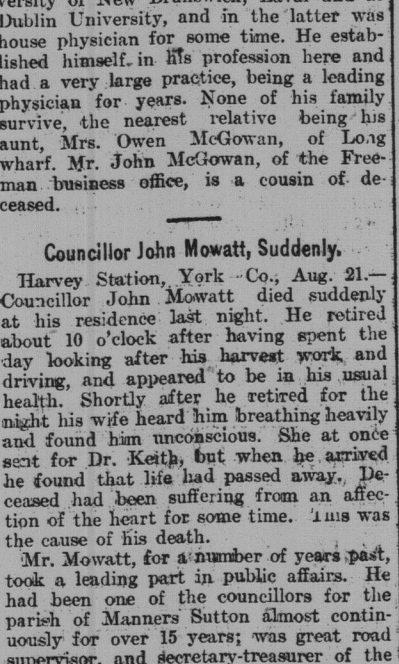 versity of New Brunswick, Laval and at
Dublin University, and in the latter was
house physician for some time. He estab-
lished himself in his profession here and
had a very large practice, being a leading
physician for years. None of his family
survive, the nearest relative being his
aunt, Mrs. Owen McGowan, of Long
wharf. Mr. John McGowan, of the Free-
man business office, is a cousin of de-
ceased.
Councillor John Mowatt, Suddenly.
Harvey Station, York Co., Aug. 21.—
Councillor John Mowatt died suddenly
at his residence last night. He retired
about 10 o'clock after having spent the
day looking after his harvest work and
driving, and appeared to be in his usual
health. Shortly after he retired for the
night his wife heard him breathing heavily
and found him unconscious. She at once
sent for Dr. Keith, but when he arrived
he found that life had passed away. De-
ceased had been suffering from an affec-
tion of the heart for some time. This was
the cause of his death.
Mr. Mowatt, for a number of years past,
took a leading part in public affairs. He
had been one of the councillors for the
parish of Manners Sutton almost contin-
uously for over 15 years; was great road
supervisor, and secretary-treasurer of the